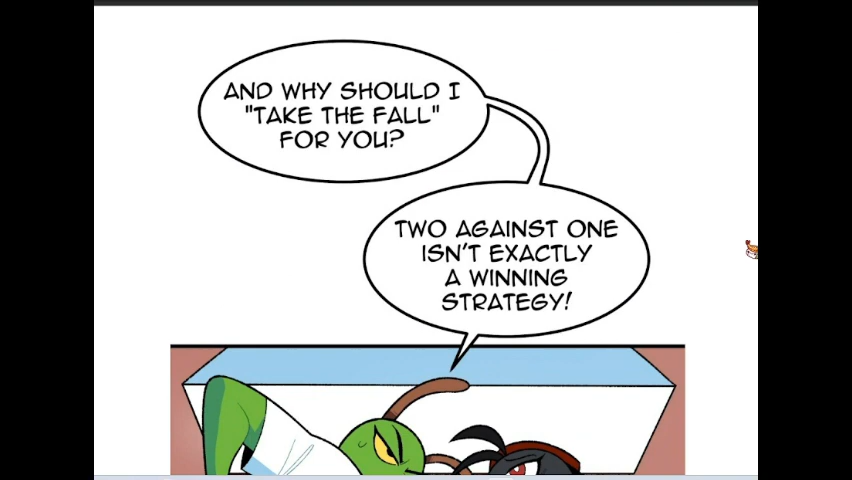 AND WHY SHOULD I
"TAKE THE FALL"
FOR YOU?
TWO AGAINST ONE
ISN'T EXACTLY
A WINNING
STRATEGY!